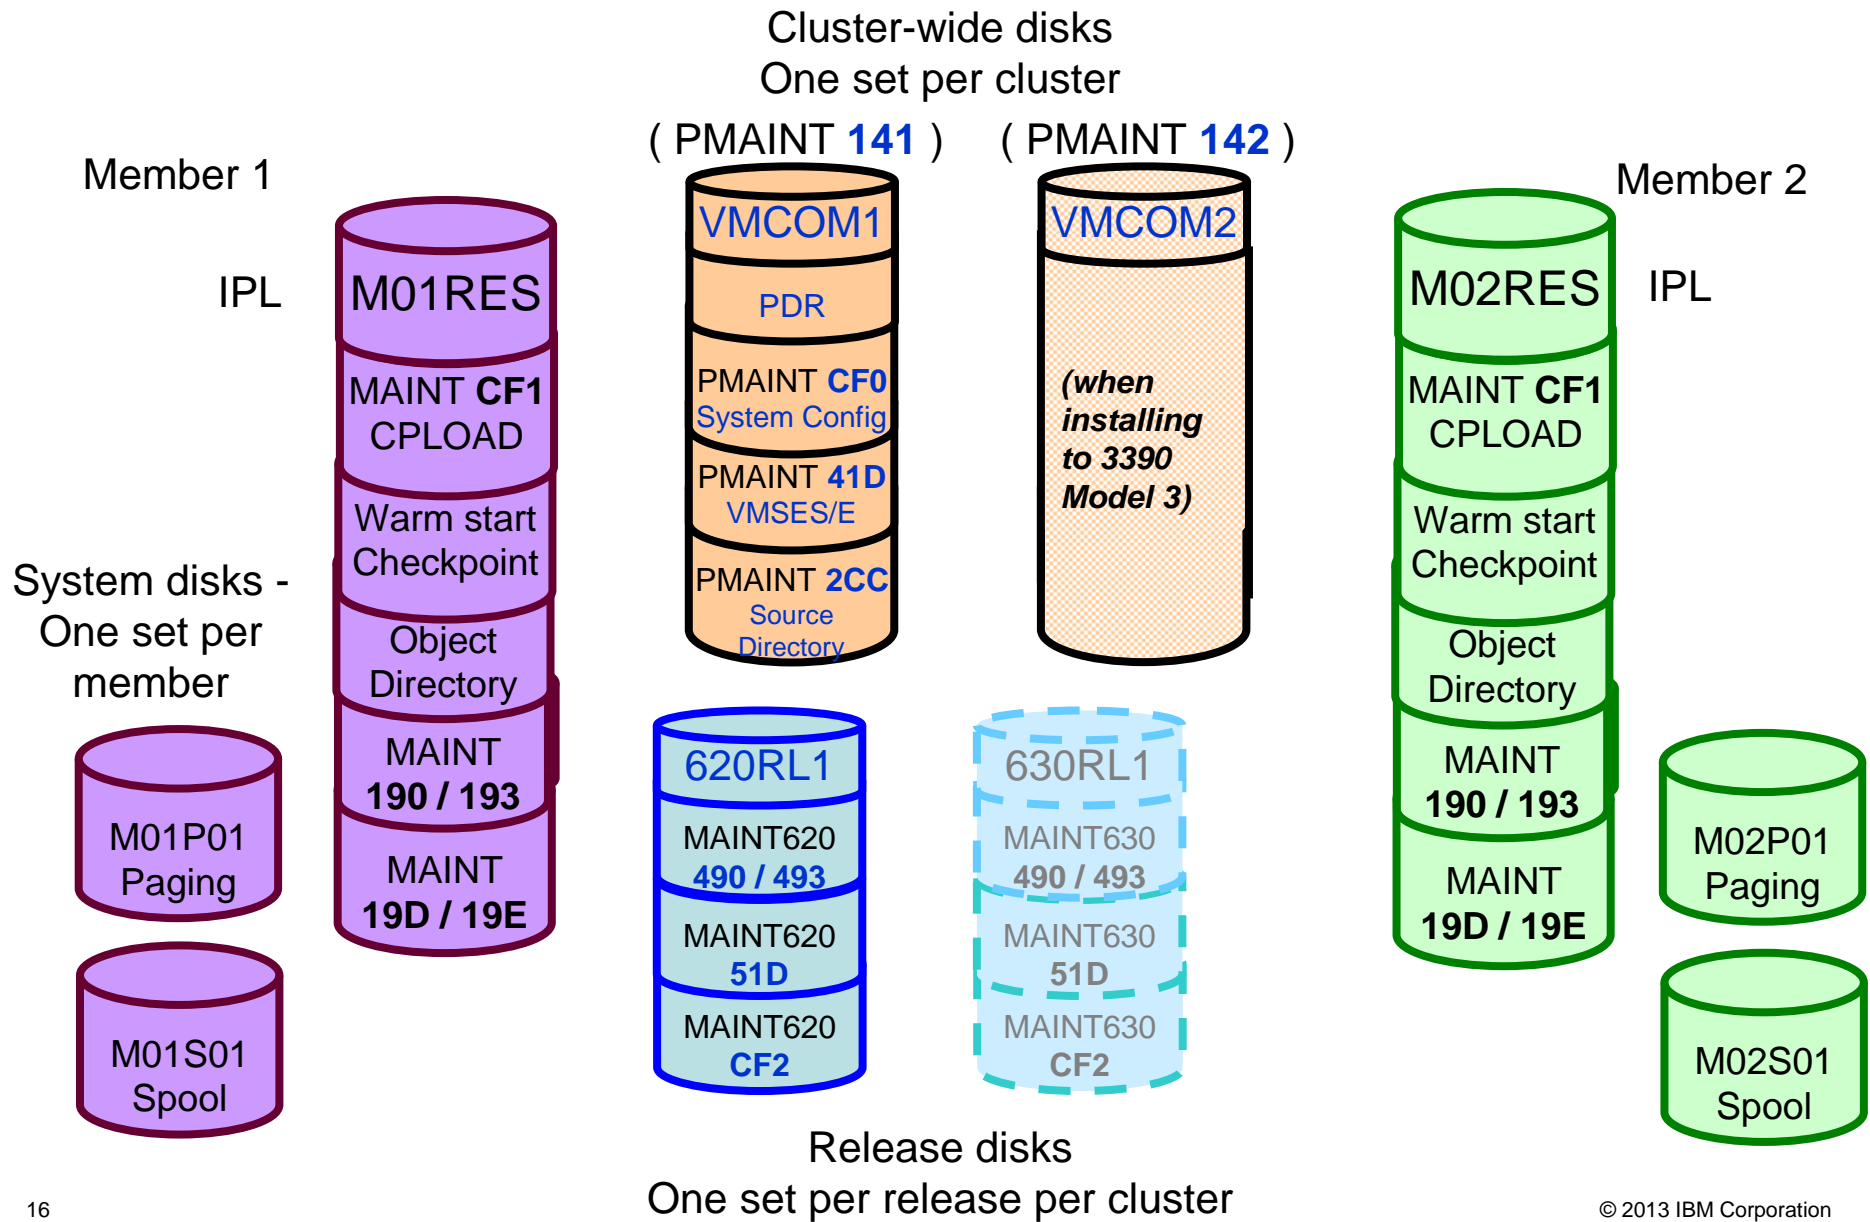 Cluster-wide disks
One set per cluster
( PMAINT 141 )
( PMAINT 142 )
Member 1
IPL
M01RES
MAINT CF1
CPLOAD
Warm start
Checkpoint
Object
Directory
MAINT
190 / 193
MAINT
19D / 19E
System disks -
One set per
member
M01P01
Paging
M01S01
Spool
VMCOM1
PDR
PMAINT CF0
System Config
PMAINT 41D
VMSES/E
PMAINT 2CC
Source
Directory
VMCOM2
(when
installing
to 3390
Model 3)
620RL1
MAINT620
490 / 493
MAINT620
51D
MAINT620
CF2
630RL1
MAINT630
490 / 493
MAINT630
51D
MAINT630
CF2
Member 2
IPL
M02RES
MAINT CF1
CPLOAD
Warm start
Checkpoint
Object
Directory
MAINT
190 / 193
MAINT
19D / 19E
M02P01
Paging
M02S01
Spool
Release disks
One set per release per cluster
16
© 2013 IBM Corporation